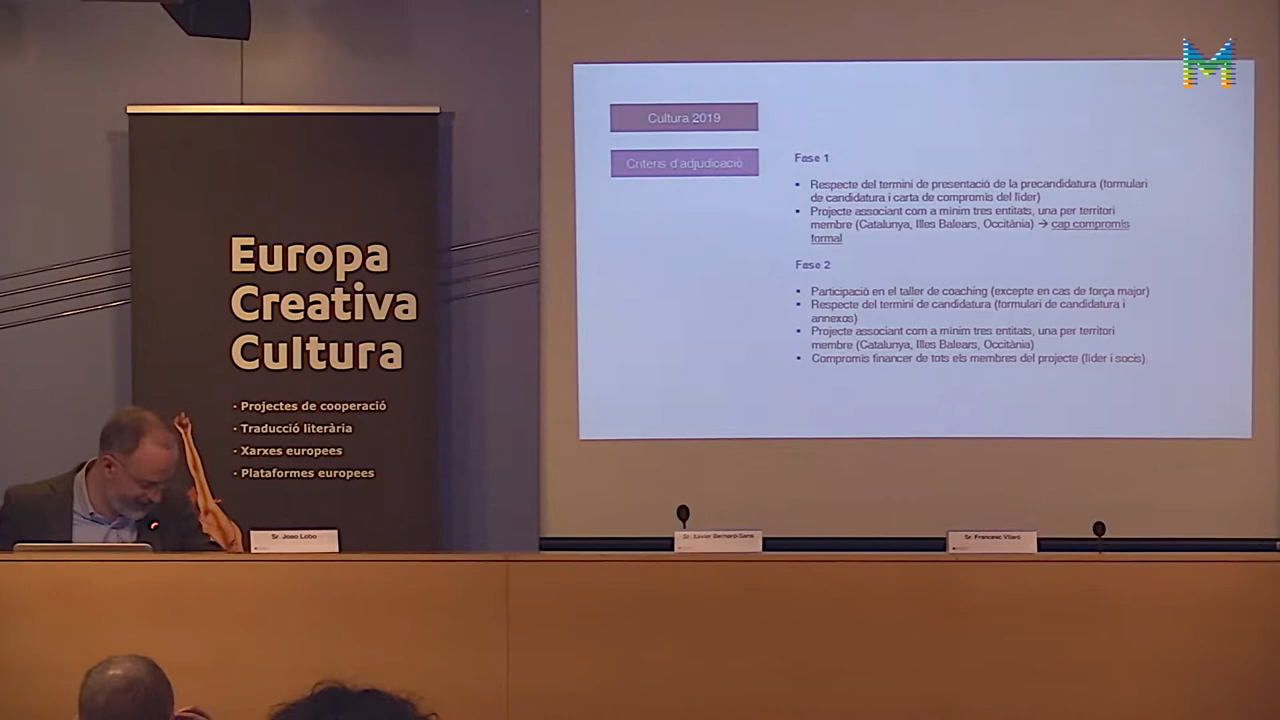 Europa
Creativa
Cultura
· Projectes de cooperació
· Traducció literària
· Xarxes europees
· Plataformes europees
Cultura 2019
Criteris d'adjudicació
Fase 1
• Respecte del termini de presentació de la precandidatura (formulari
de candidatura i carta de compromís del líder)
• Projecte associant com a mínim tres entitats, una per territori
membre (Catalunya, Illes Balears, Occitània) → cap compromís
formal
Fase 2
• Participació en el taller de coaching (excepte en cas de força major)
• Respecte del termini de candidatura (formulari de candidatura i
annexos)
• Projecte associant com a mínim tres entitats, una per territori
membre (Catalunya, Illes Balears, Occitània)
• Compromís financer de tots els membres del projecte (líder i socis)
M
Sr. Joao Lobo
Sr. Xavier Bernard-Sans
Sr. Francesc Vilaró